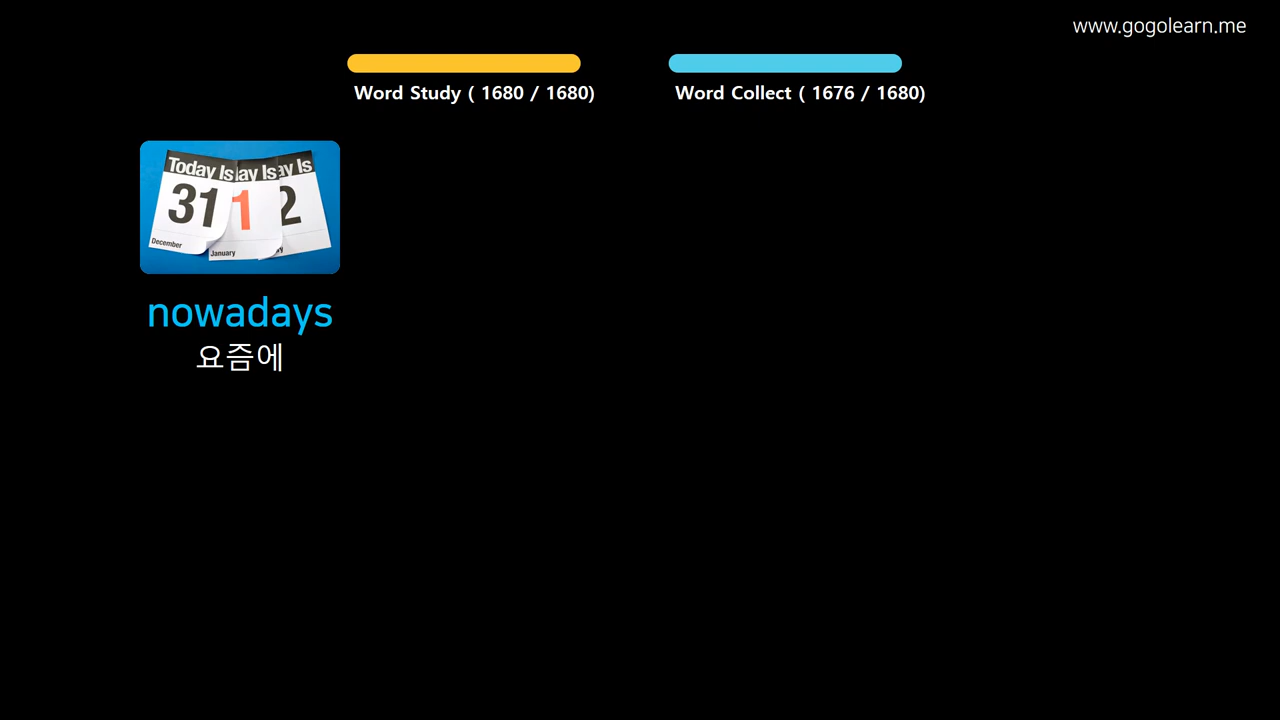 www.gogolearn.me
Word Study ( 1680 / 1680)
Word Collect ( 1676 / 1680)
Today Is ay Is ay Is
31 1 2
December
January
nowadays
요즘에